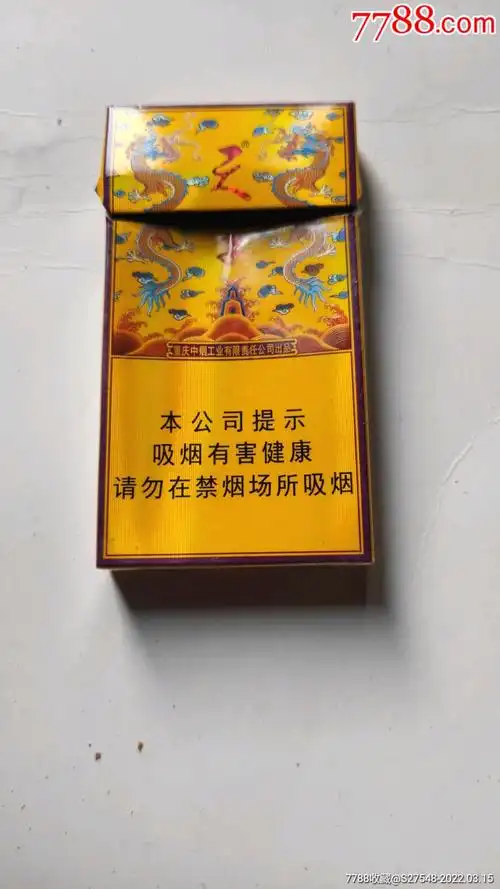 7788.com
®
重庆中烟工业有限责任公司出品
本公司提示
吸烟有害健康
请勿在禁烟场所吸烟
7788收藏@S27548-2022.03.15